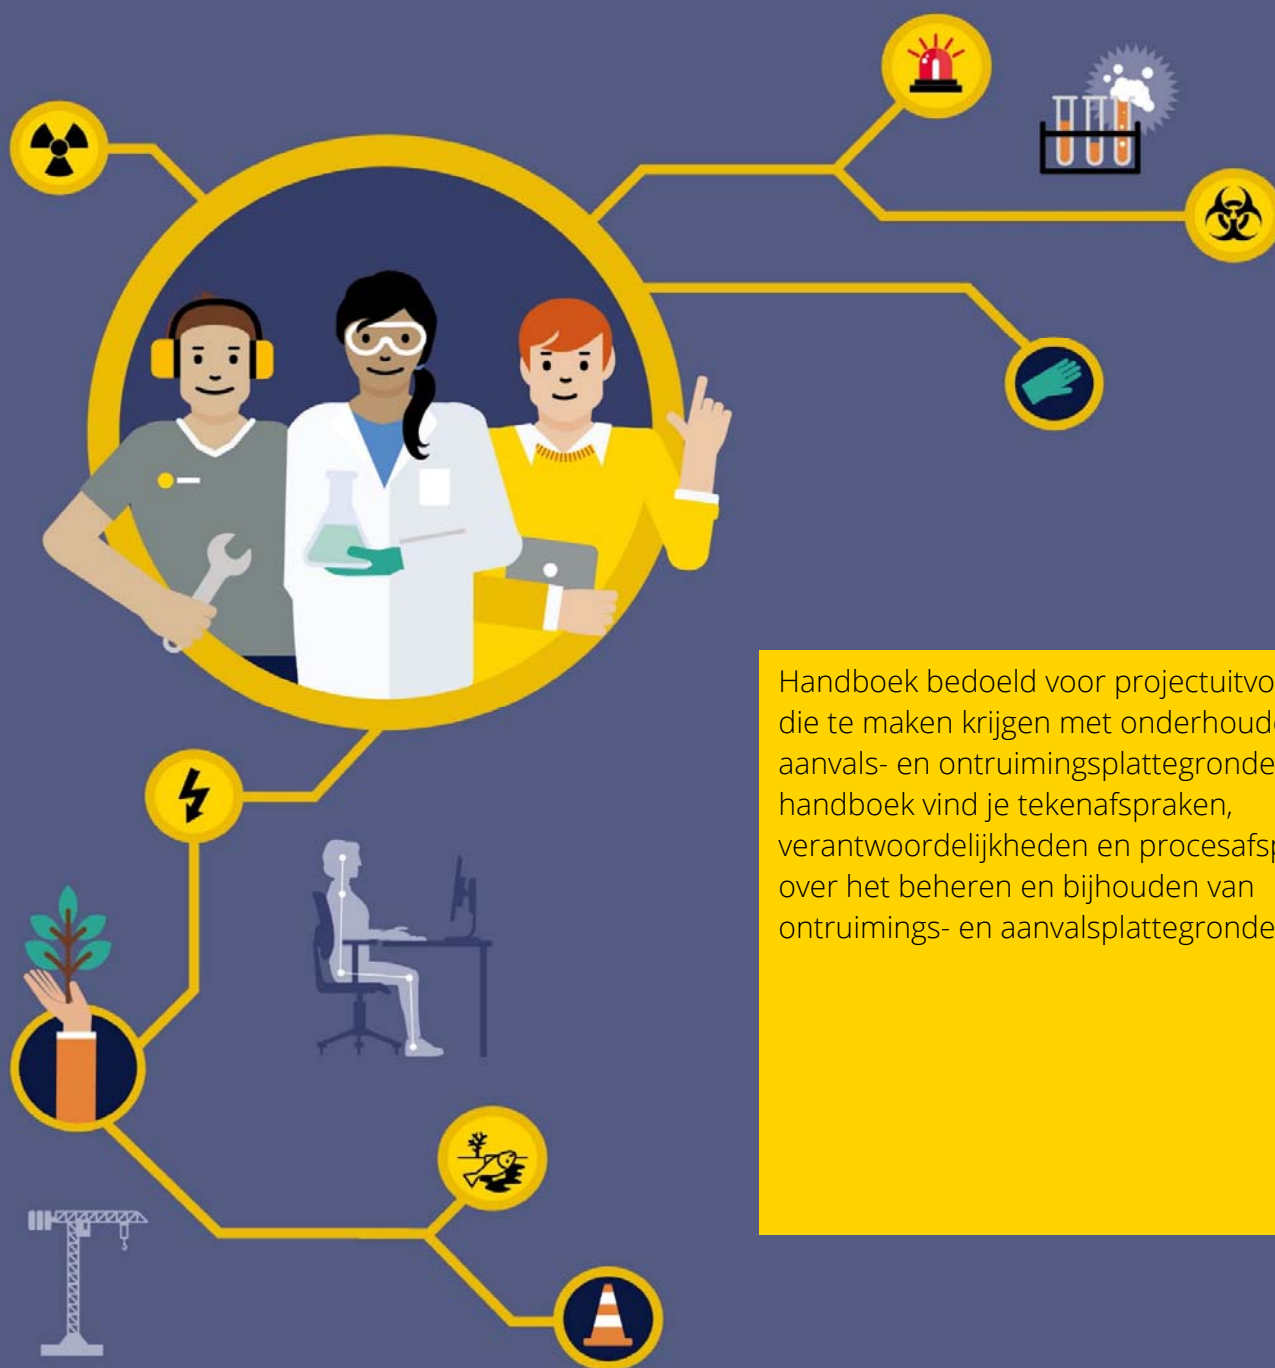 Handboek bedoeld voor projectuitvo
die te maken krijgen met onderhoud
aanvals- en ontruimingsplattegronde
handboek vind je tekenafspraken,
verantwoordelijkheden en procesafsp
over het beheren en bijhouden van
ontruimings- en aanvalsplattegronde